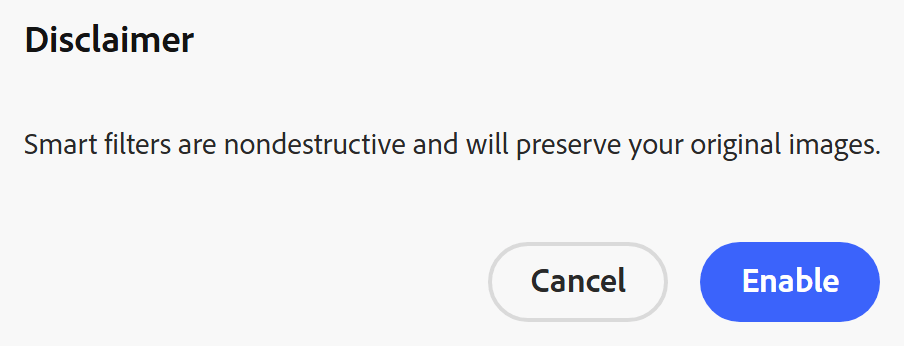 Disclaimer
Smart filters are nondestructive and will preserve your original images.
Cancel Enable